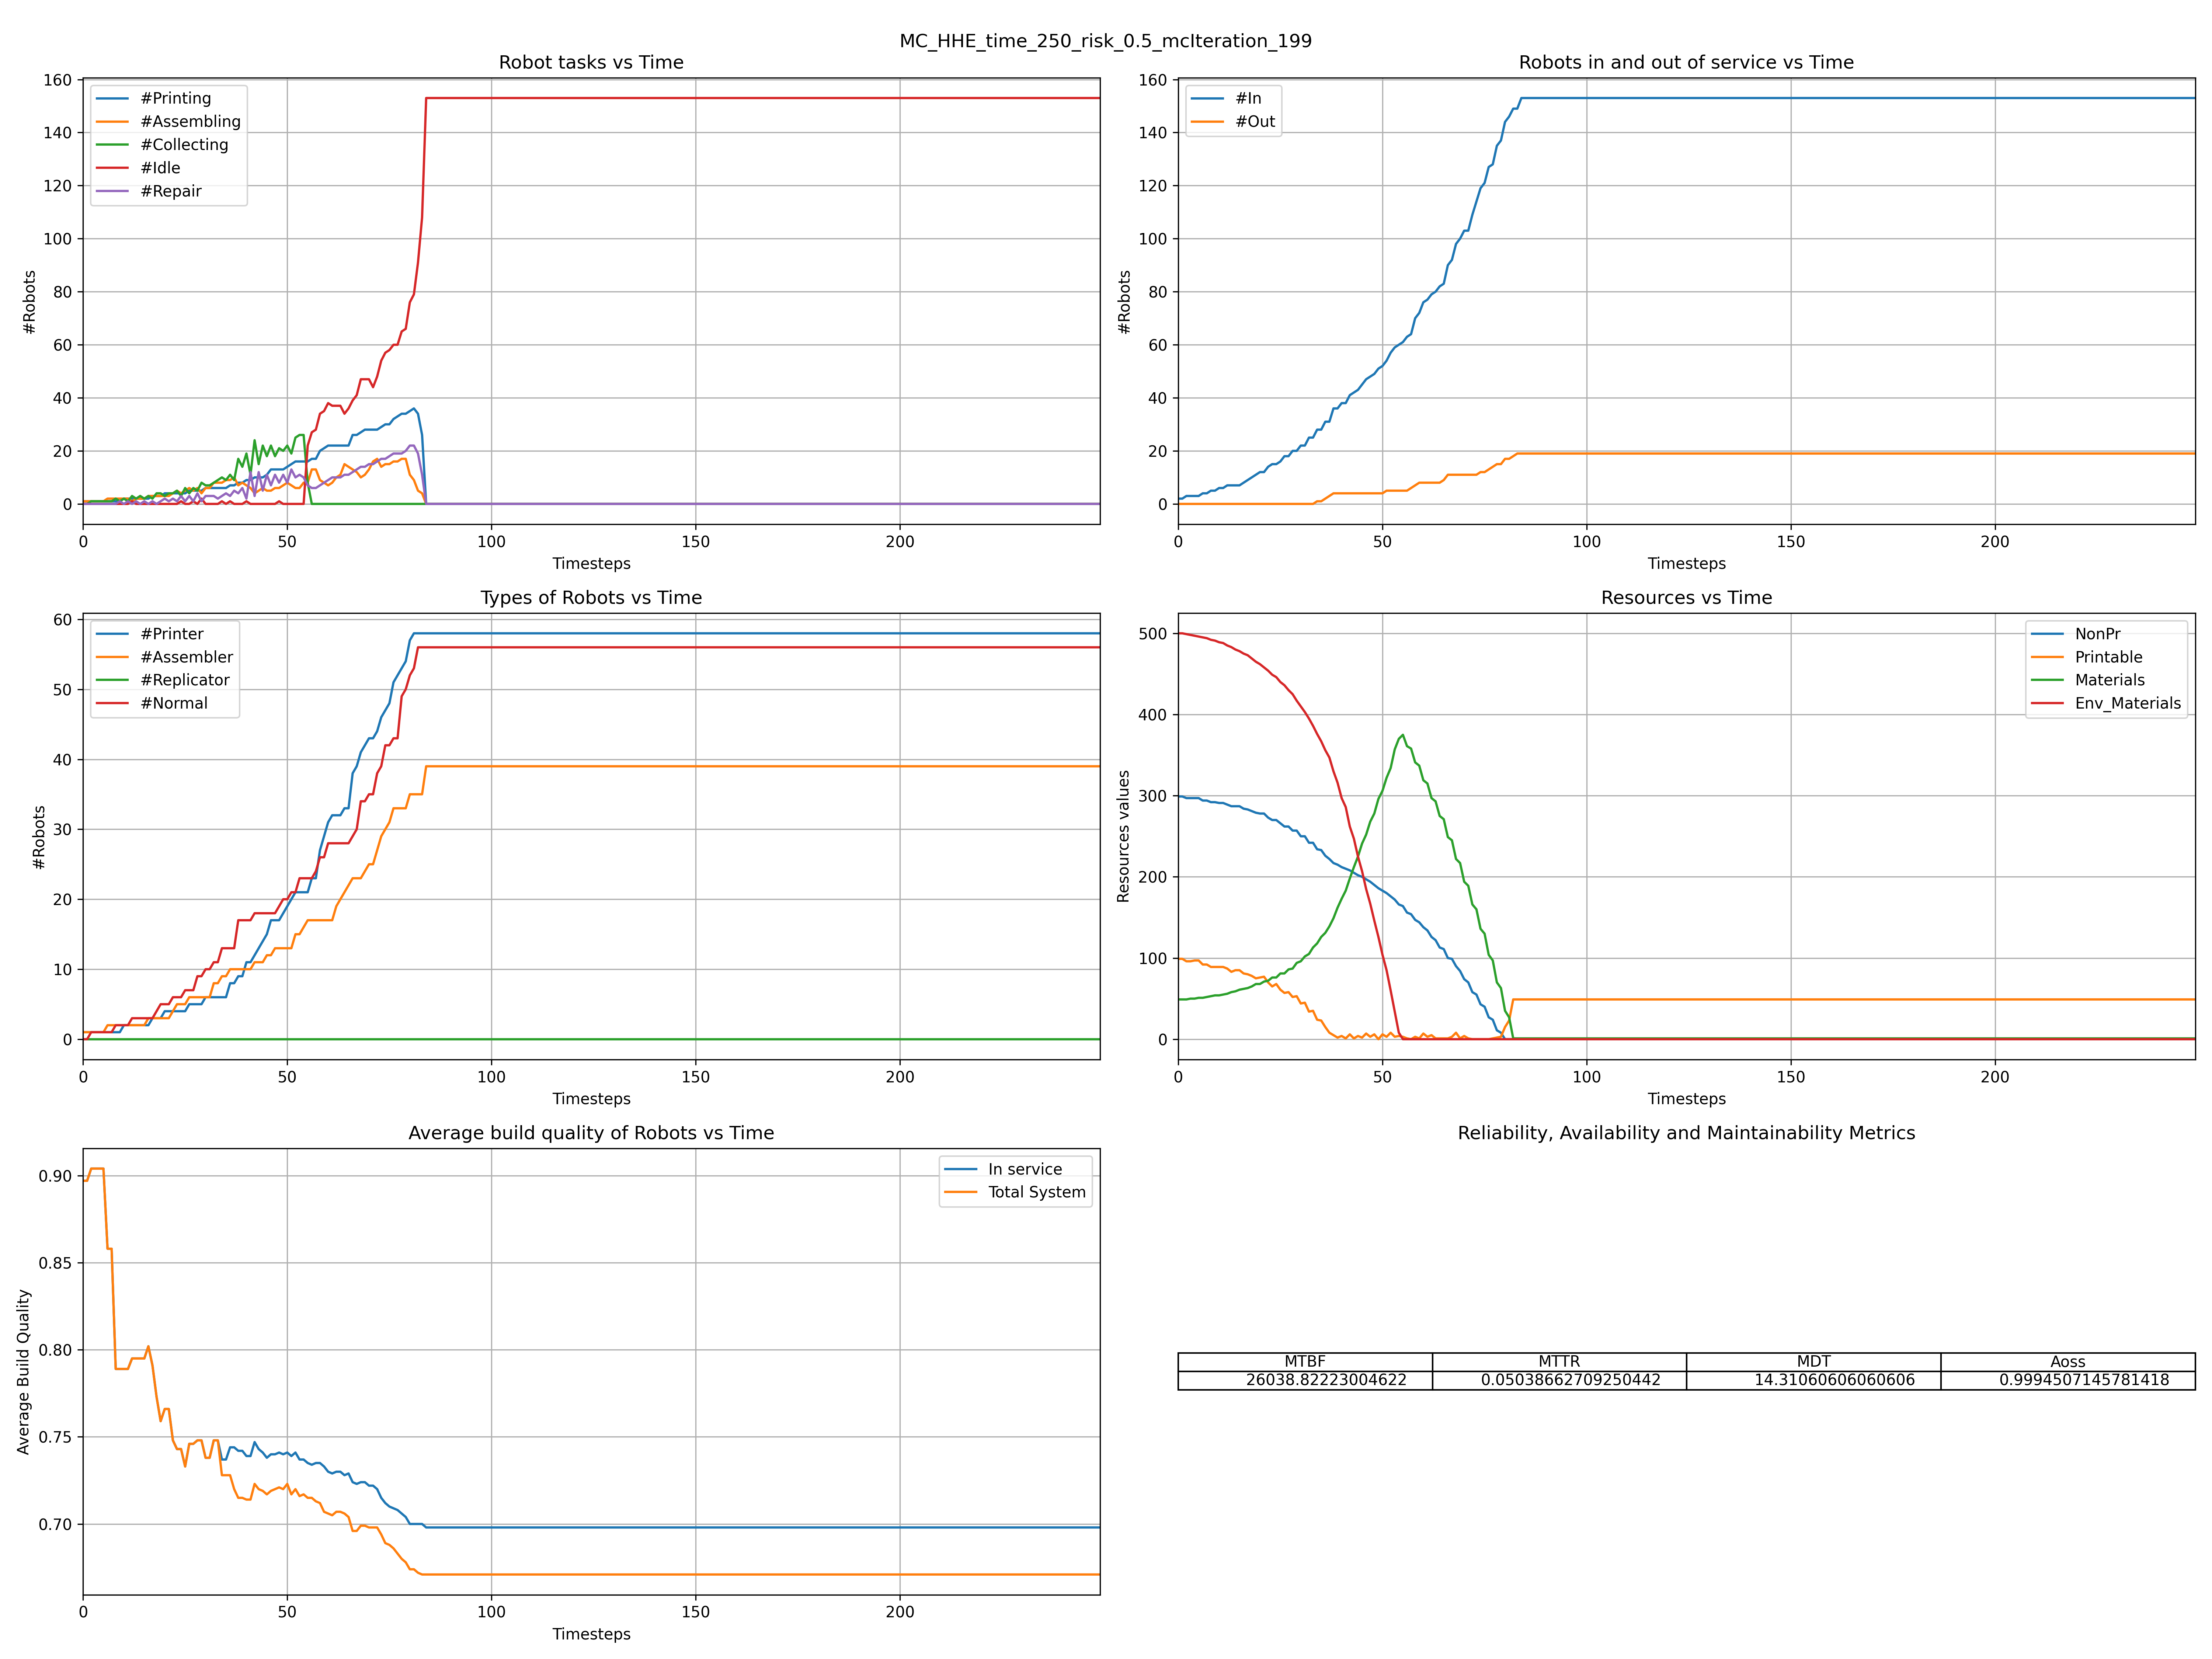 MC_HHE_time_250_risk_0.5_mcIteration_199
Robot tasks vs Time
160
140
120
100
80
60
40
20
0
#Robots
#Printing
#Assembling
#Collecting
#Idle
#Repair
0 50 100 150 200
Timesteps
Robots in and out of service vs Time
160
140
120
100
80
60
40
20
0
#Robots
#In
#Out
0 50 100 150 200
Timesteps
Types of Robots vs Time
60
50
40
30
20
10
0
#Robots
#Printer
#Assembler
#Replicator
#Normal
0 50 100 150 200
Timesteps
Resources vs Time
500
400
300
200
100
0
Resources values
NonPr
Printable
Materials
Env_Materials
0 50 100 150 200
Timesteps
Average build quality of Robots vs Time
0.90
0.85
0.80
0.75
0.70
Average Build Quality
In service
Total System
0 50 100 150 200
Timesteps
Reliability, Availability and Maintainability Metrics
MTBF MTTR MDT Aoss
26038.82223004622 0.05038662709250442 14.31060606060606 0.9994507145781418